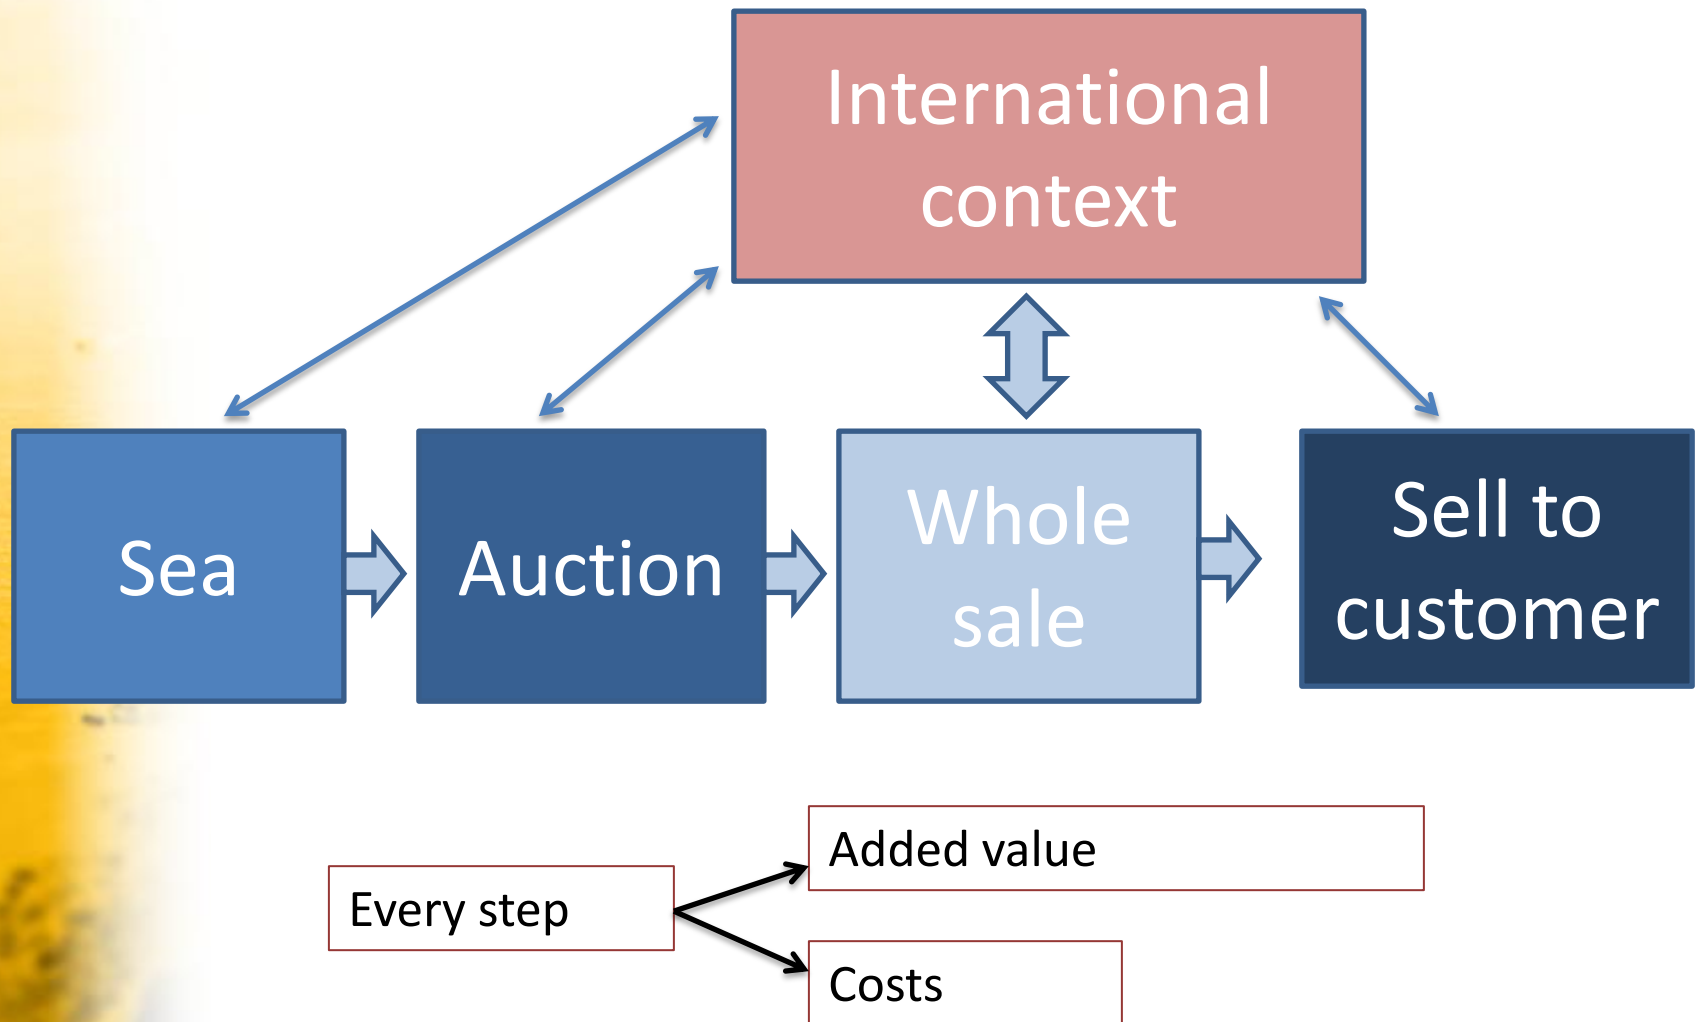 International
context
Sea
Auction
Whole
sale
Sell to
customer
Added value
Every step
Costs